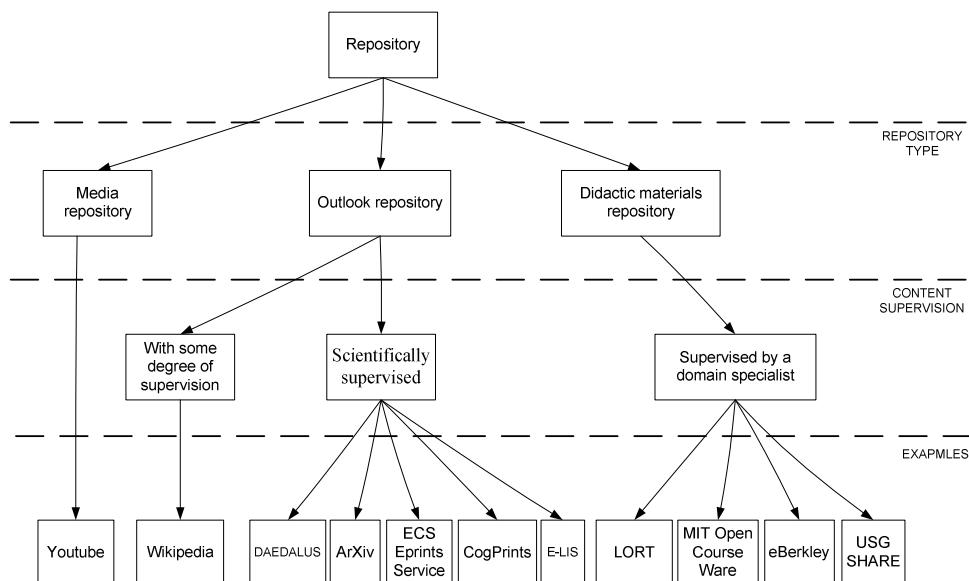 Repository
REPOSITORY
TYPE
Media
repository
Outlook repository
Didactic materials
repository
CONTENT
SUPERVISION
With some
degree of
supervision
Scientifically
supervised
Supervised by a
domain specialist
EXAPMLES
Youtube
Wikipedia
DAEDALUS
ArXiv
ECS
Eprints
Service
CogPrints
E-LIS
LORT
MIT Open
Course
Ware
eBerkley
USG
SHARE